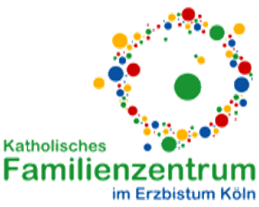 Katholisches
Familienzentrum
im Erzbistum Köln